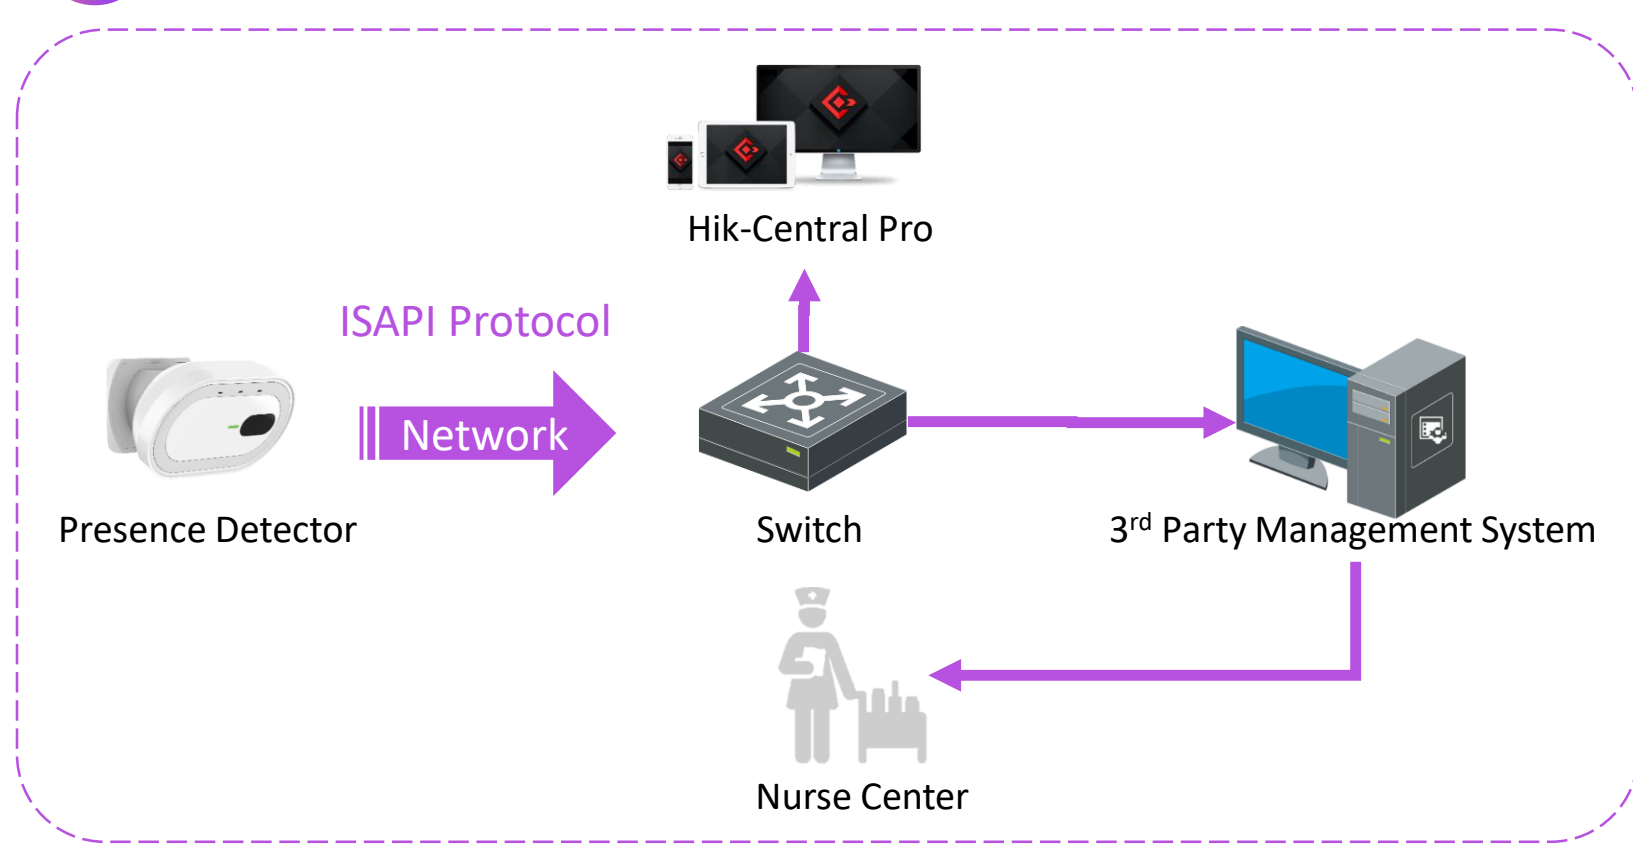 Hik-Central Pro
ISAPI Protocol
Network
Presence Detector
Switch
3rd Party Management System
Nurse Center